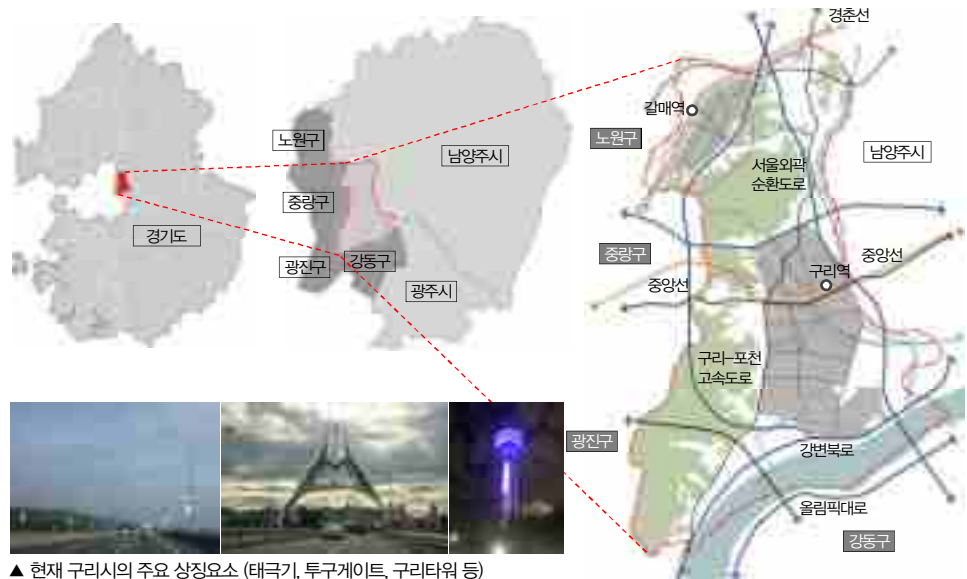 경기도
노원구
중랑구
광진구
강동구
남양주시
광주시
경춘선
갈매역
노원구
서울외곽
순환도로
남양주시
중랑구
중앙선
구리역
중앙선
구리-포천
고속도로
광진구
강변북로
올림픽대로
강동구
▲ 현재 구리시의 주요 상징요소 (태극기, 투구게이트, 구리타워 등)